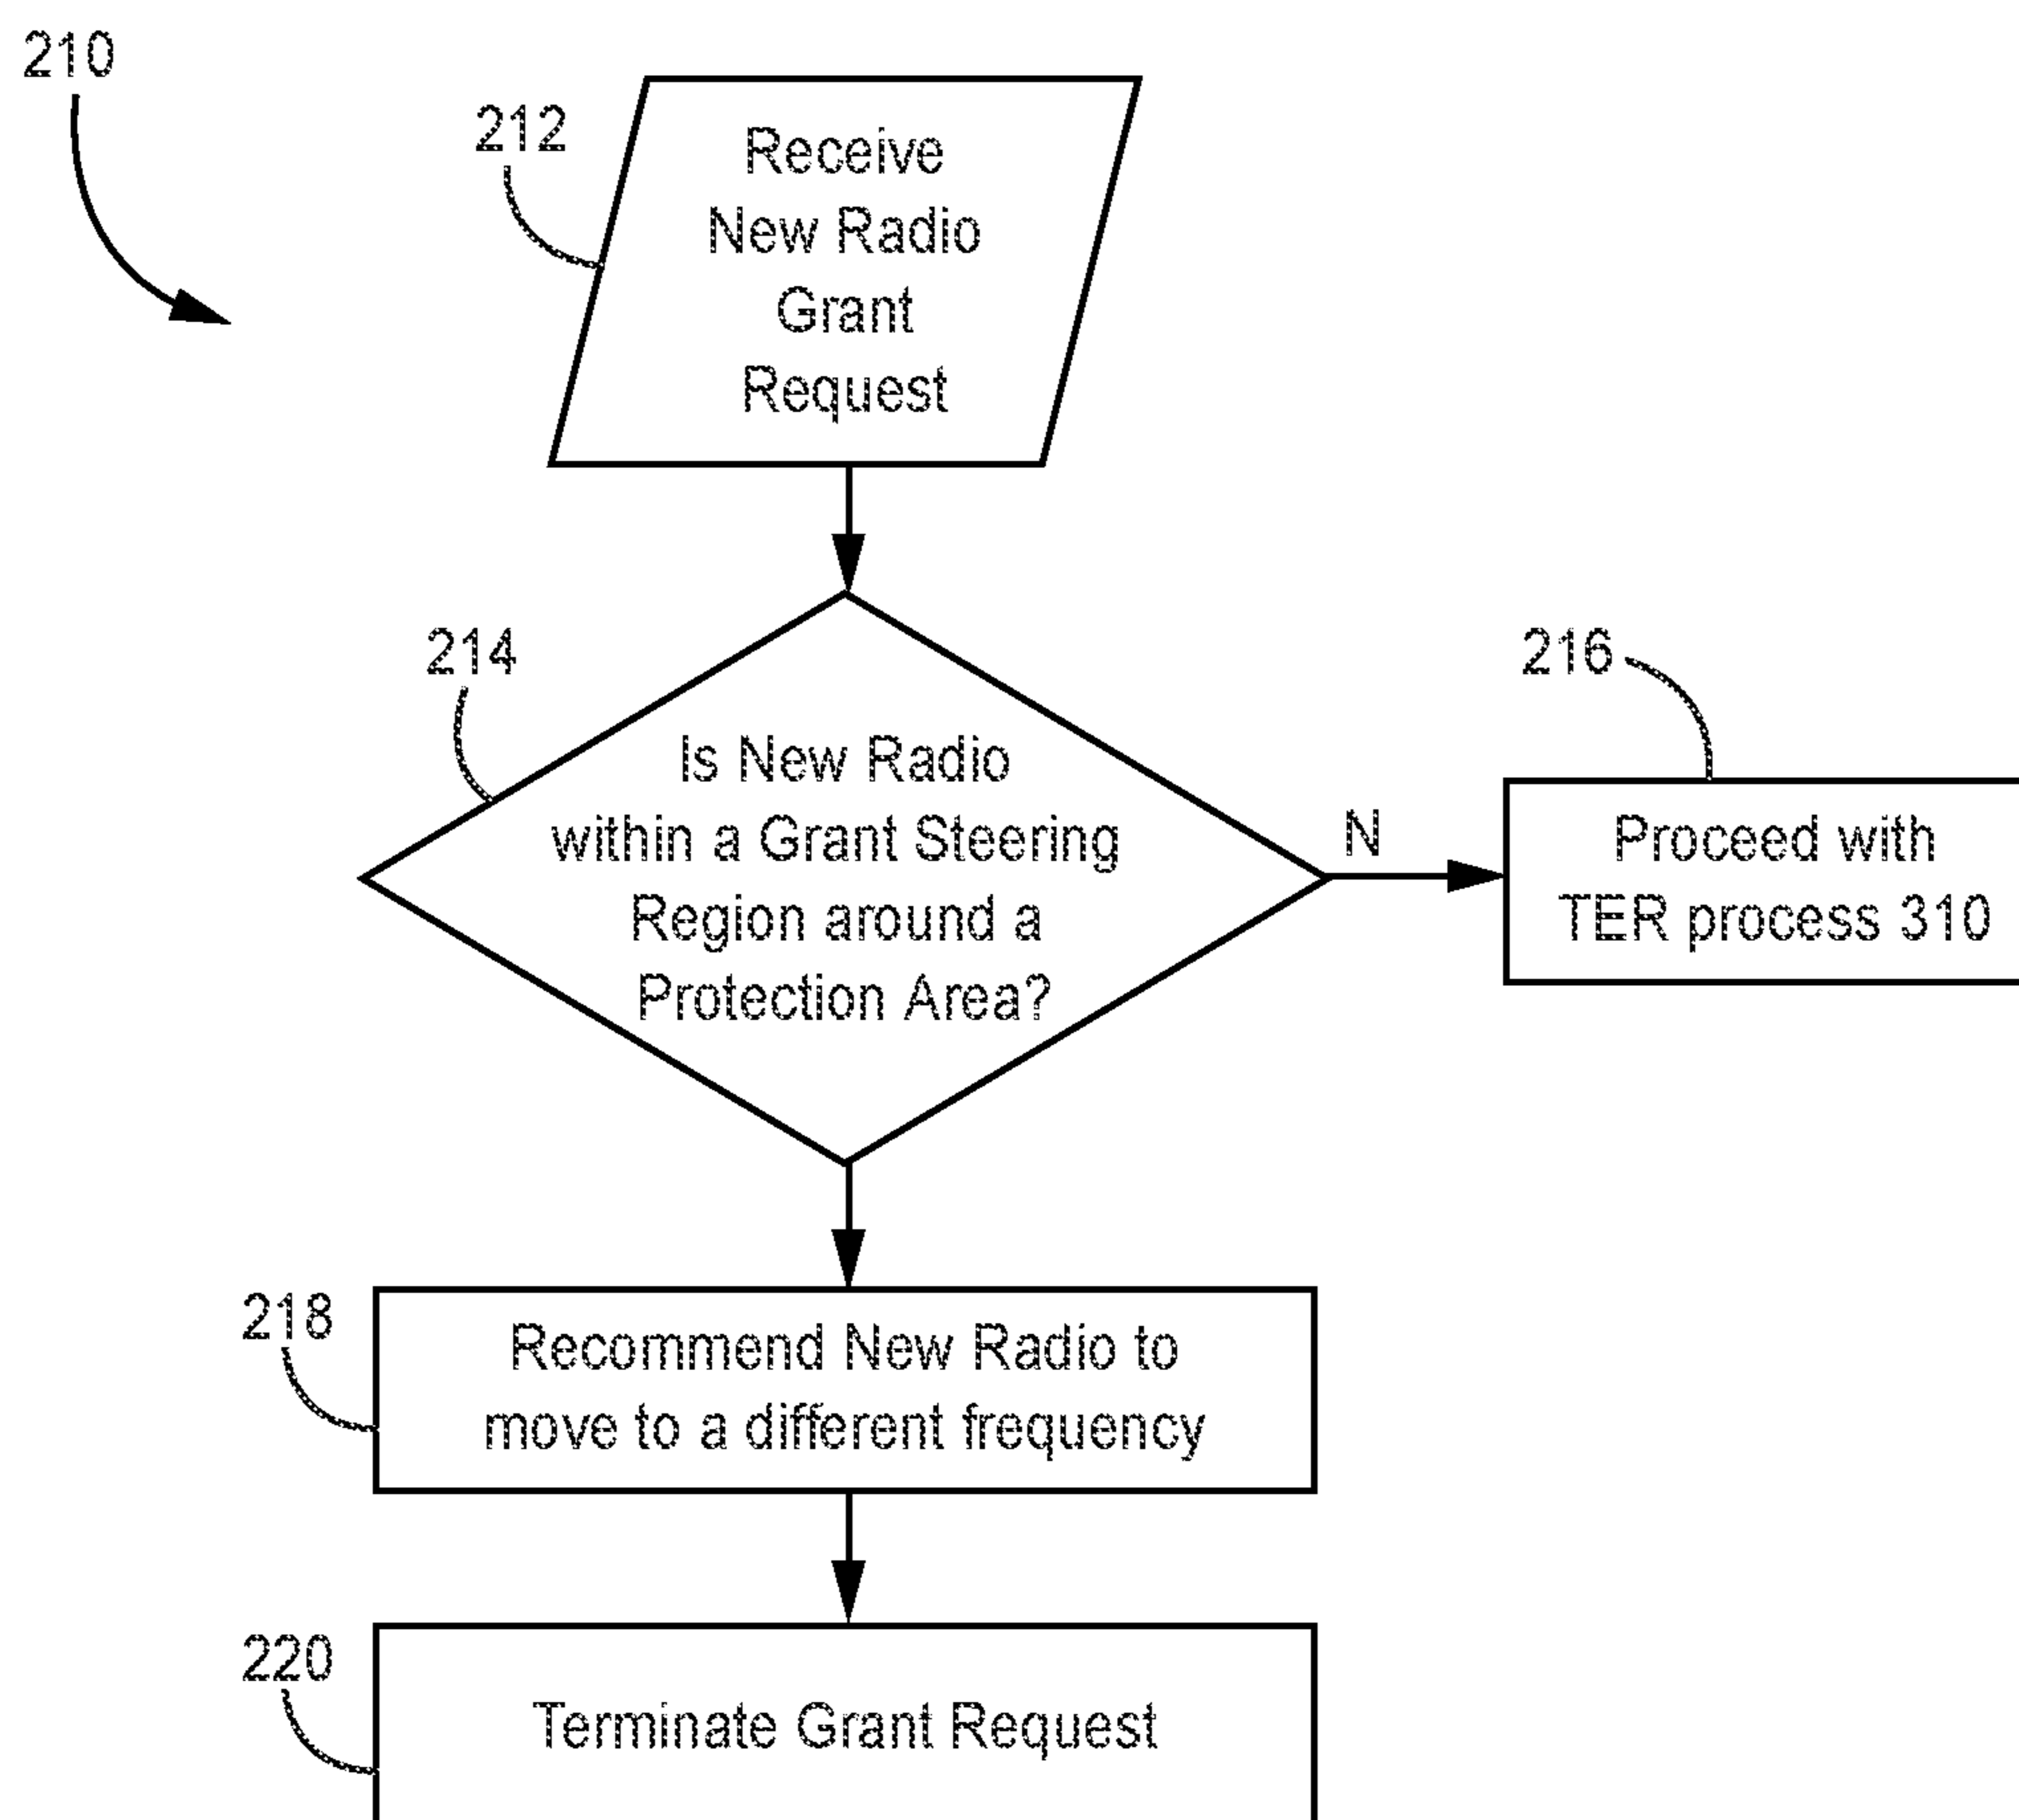 210
212
Receive
New Radio
Grant
Request
214
Is New Radio
within a Grant Steering
Region around a
Protection Area?
N
216
Proceed with
TER process 310
218
Recommend New Radio to
move to a different frequency
220
Terminate Grant Request